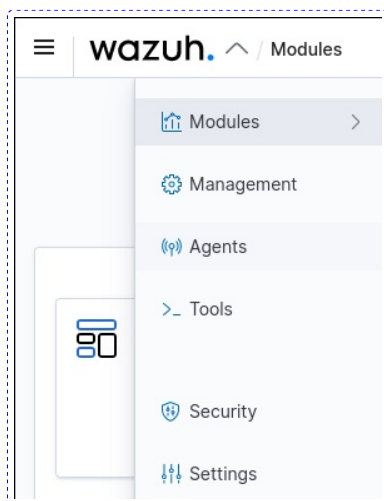 wazuh. / Modules
Modules
Management
Agents
Tools
Security
Settings